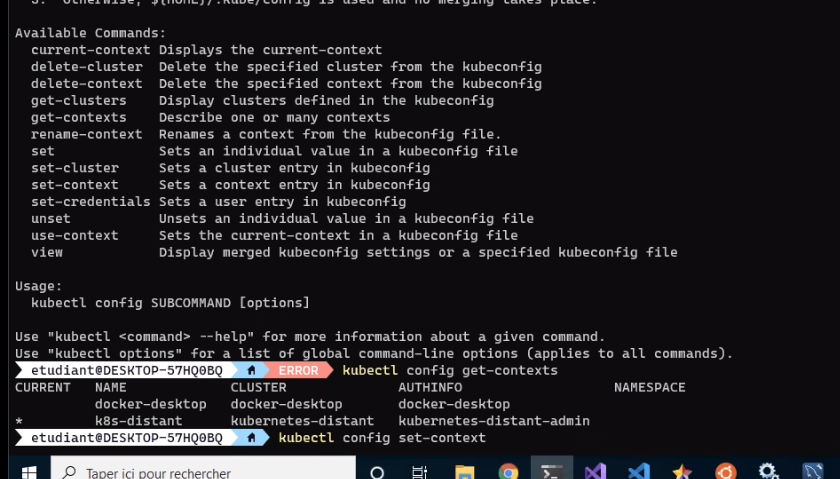 3. Otherwise, ${HOME}/.kube/config is used and no merging takes place.
Available Commands:
current-context Displays the current-context
delete-cluster Delete the specified cluster from the kubeconfig
delete-context Delete the specified context from the kubeconfig
get-clusters Display clusters defined in the kubeconfig
get-contexts Describe one or many contexts
rename-context Renames a context from the kubeconfig file.
set Sets an individual value in a kubeconfig file
set-cluster Sets a cluster entry in kubeconfig
set-context Sets a context entry in kubeconfig
set-credentials Sets a user entry in kubeconfig
unset Unsets an individual value in a kubeconfig file
use-context Sets the current-context in a kubeconfig file
view Display merged kubeconfig settings or a specified kubeconfig file
Usage:
kubectl config SUBCOMMAND [options]
Use "kubectl <command> --help" for more information about a given command.
Use "kubectl options" for a list of global command-line options (applies to all commands).
etudiant@DESKTOP-57HQ0BQ ERROR kubectl config get-contexts
CURRENT NAME CLUSTER AUTHINFO NAMESPACE
docker-desktop docker-desktop docker-desktop
* k8s-distant kubernetes-distant kubernetes-distant-admin
etudiant@DESKTOP-57HQ0BQ kubectl config set-context
Taper ici pour rechercher